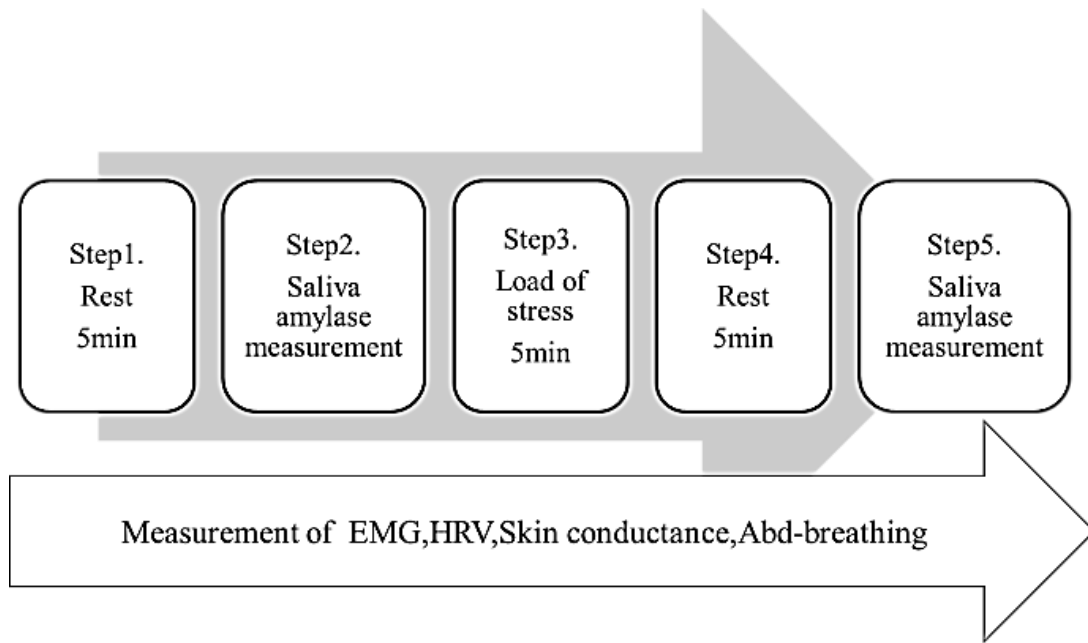 Step1.
Rest
5min
Step2.
Saliva
amylase
measurement
Step3.
Load of
stress
5min
Step4.
Rest
5min
Step5.
Saliva
amylase
measurement
Measurement of EMG,HRV,Skin conductance,Abd-breathing